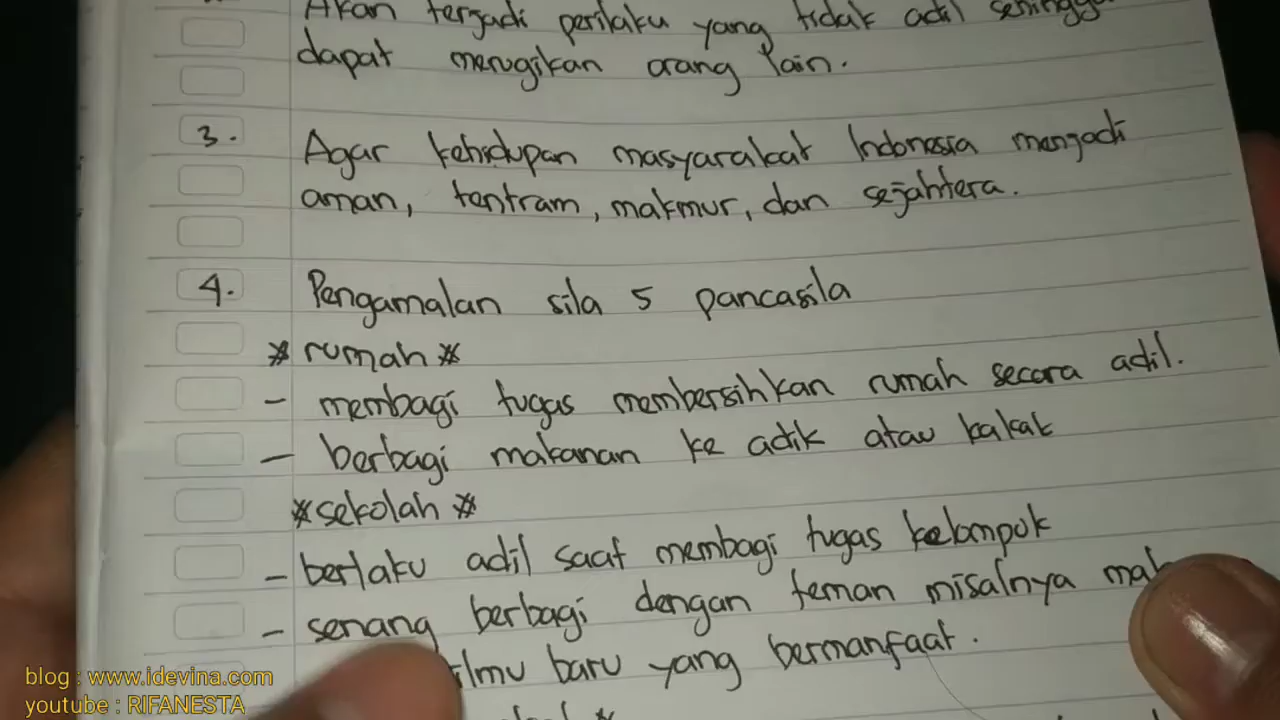 Akan terjadi perilaku yang tidak adil sehingga
dapat merugikan orang lain.
3. Agar kehidupan masyarakat Indonesia menjadi
aman, tentram, makmur, dan sejahtera.
4. Pengamalan sila 5 pancasila
* rumah *
- membagi tugas membersihkan rumah secara adil.
- berbagi makanan ke adik atau kakak
* sekolah *
- berlaku adil saat membagi tugas kelompok
- senang berbagi dengan teman misalnya
ilmu baru yang bermanfaat.
blog : www.idevina.com
youtube : RIFANESTA